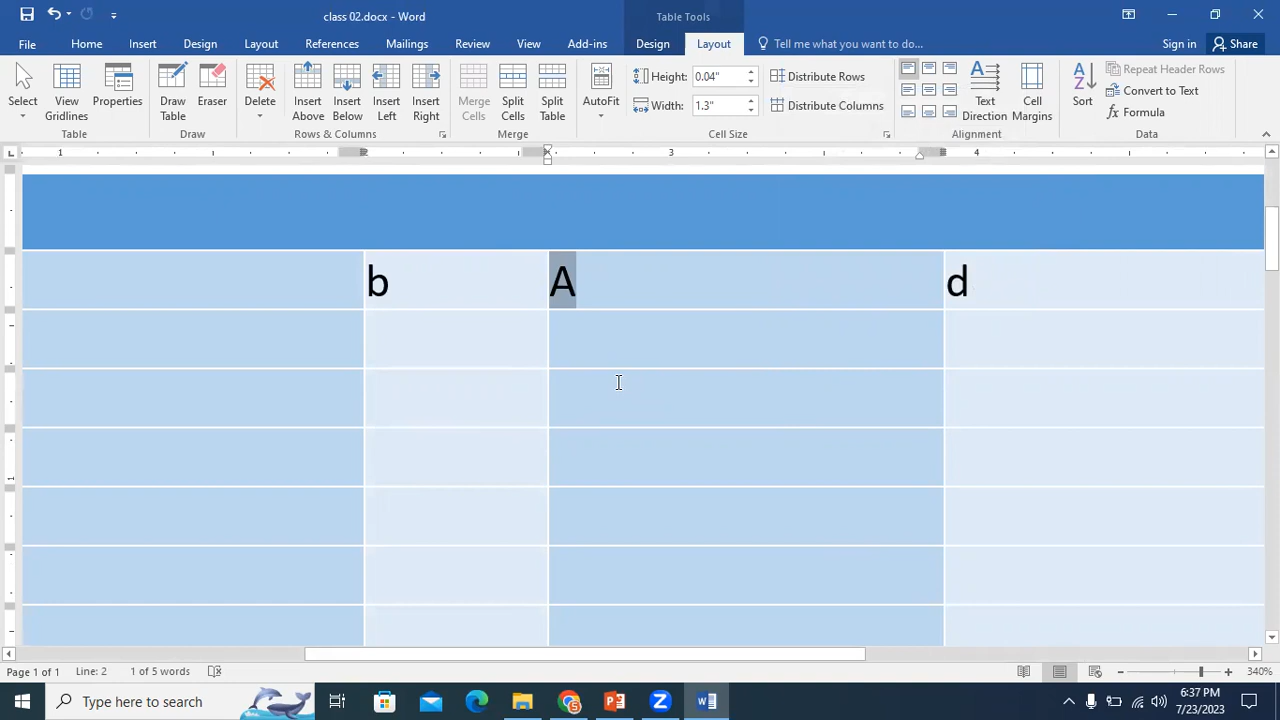 class 02.docx - Word
Table Tools
File Home Insert Design Layout References Mailings Review View Add-ins Design Layout Tell me what you want to do... Sign in Share
Select
View Gridlines
Properties
Table
Draw Table
Eraser
Draw
Delete
Insert Above
Insert Below
Insert Left
Insert Right
Rows & Columns
Merge Cells
Split Cells
Split Table
Merge
AutoFit
Height: 0.04"
Width: 1.3"
Distribute Rows
Distribute Columns
Cell Size
Text Direction
Cell Margins
Alignment
Sort
Repeat Header Rows
Convert to Text
Formula
Data
1 2 3 4
b A d
1
Page 1 of 1 Line: 2 1 of 5 words 340%
Type here to search
6:37 PM
7/23/2023